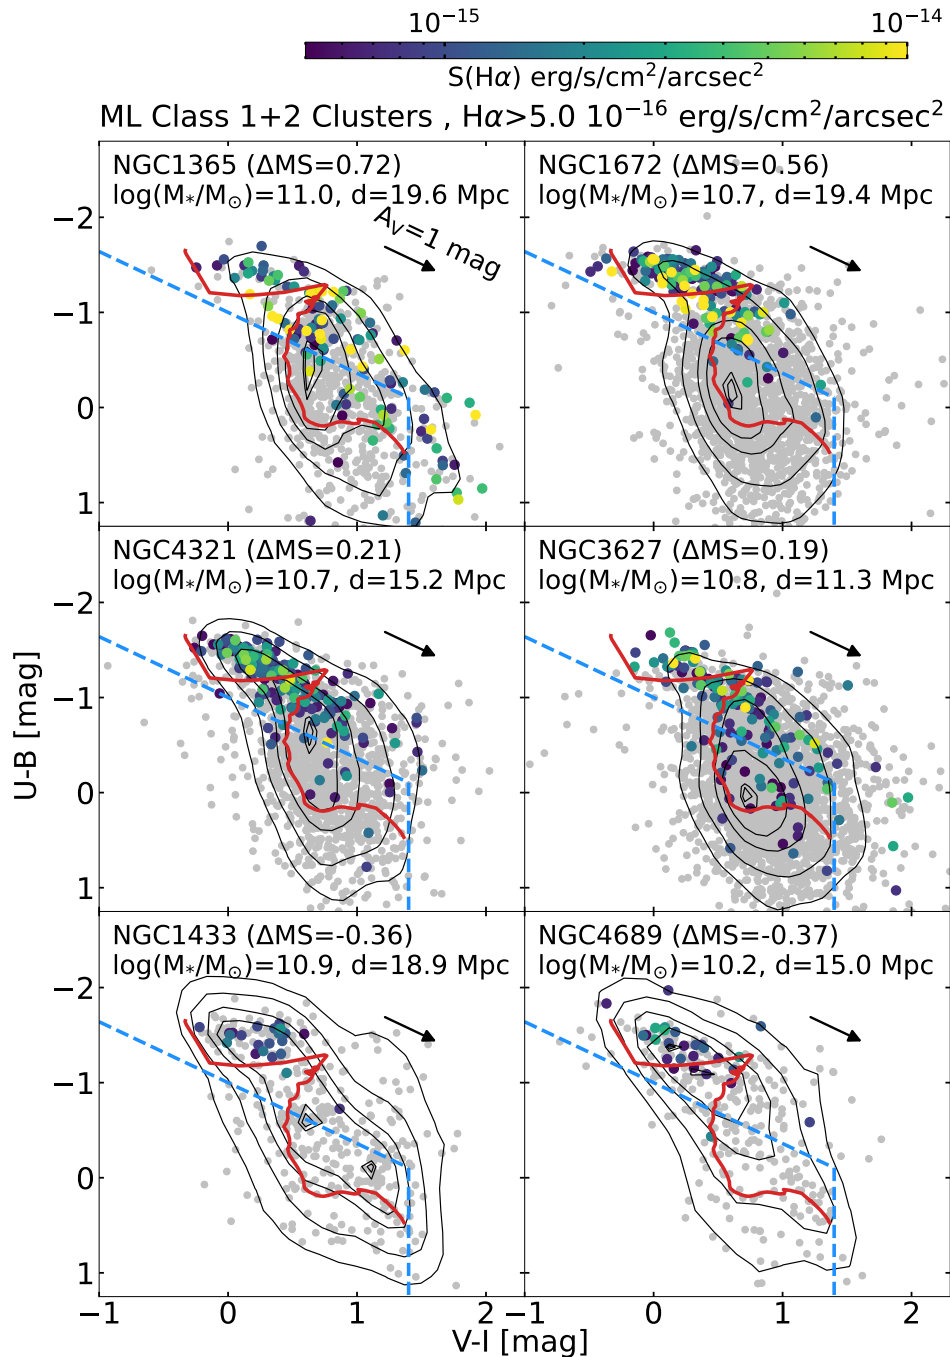 10⁻¹⁵ 10⁻¹⁴
S(Hα) erg/s/cm²/arcsec²
ML Class 1+2 Clusters , Hα>5.0 10⁻¹⁶ erg/s/cm²/arcsec²
NGC1365 (ΔMS=0.72)
log(M*/M⊙)=11.0, d=19.6 Mpc
Aᵥ=1 mag
NGC1672 (ΔMS=0.56)
log(M*/M⊙)=10.7, d=19.4 Mpc
−2
−1
0
1
NGC4321 (ΔMS=0.21)
log(M*/M⊙)=10.7, d=15.2 Mpc
NGC3627 (ΔMS=0.19)
log(M*/M⊙)=10.8, d=11.3 Mpc
−2
−1
0
1
U-B [mag]
NGC1433 (ΔMS=-0.36)
log(M*/M⊙)=10.9, d=18.9 Mpc
NGC4689 (ΔMS=-0.37)
log(M*/M⊙)=10.2, d=15.0 Mpc
−2
−1
0
1
−1 0 1 2 0 1 2
V-I [mag]